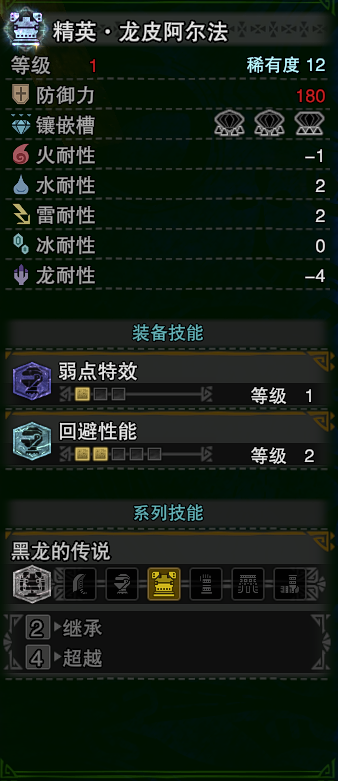 精英·龙皮阿尔法
等级 1 稀有度 12
防御力 180
镶嵌槽
火耐性 -1
水耐性 2
雷耐性 2
冰耐性 0
龙耐性 -4
装备技能
弱点特效
等级 1
回避性能
等级 2
系列技能
黑龙的传说
2 继承
4 超越